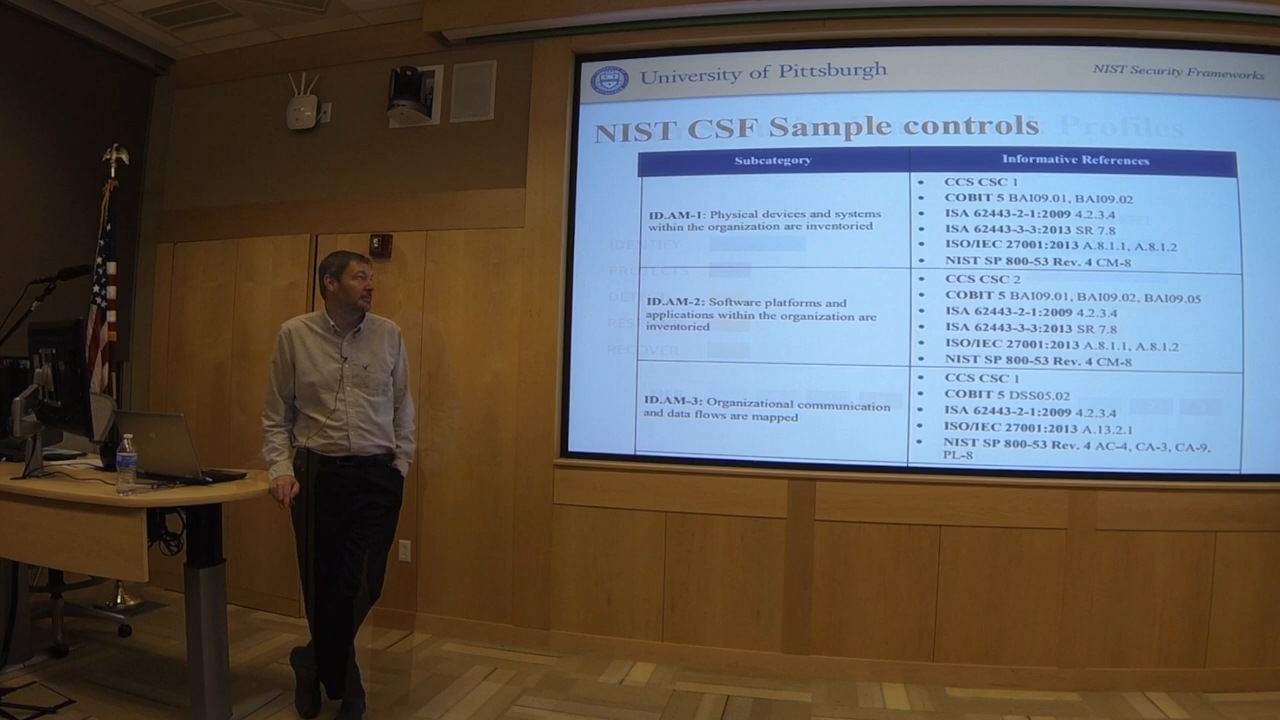 University of Pittsburgh
NIST Security Frameworks
NIST CSF Sample controls
Profiles
Subcategory
Informative References
ID.AM-1: Physical devices and systems
within the organization are inventoried
• CCS CSC 1
• COBIT 5 BAI09.01, BAI09.02
• ISA 62443-2-1:2009 4.2.3.4
• ISA 62443-3-3:2013 SR 7.8
• ISO/IEC 27001:2013 A.8.1.1, A.8.1.2
• NIST SP 800-53 Rev. 4 CM-8
ID.AM-2: Software platforms and
applications within the organization are
inventoried
• CCS CSC 2
• COBIT 5 BAI09.01, BAI09.02, BAI09.05
• ISA 62443-2-1:2009 4.2.3.4
• ISA 62443-3-3:2013 SR 7.8
• ISO/IEC 27001:2013 A.8.1.1, A.8.1.2
• NIST SP 800-53 Rev. 4 CM-8
ID.AM-3: Organizational communication
and data flows are mapped
• CCS CSC 1
• COBIT 5 DSS05.02
• ISA 62443-2-1:2009 4.2.3.4
• ISO/IEC 27001:2013 A.13.2.1
• NIST SP 800-53 Rev. 4 AC-4, CA-3, CA-9,
PL-8
IDENTIFY
PROTECTS
RECOVER